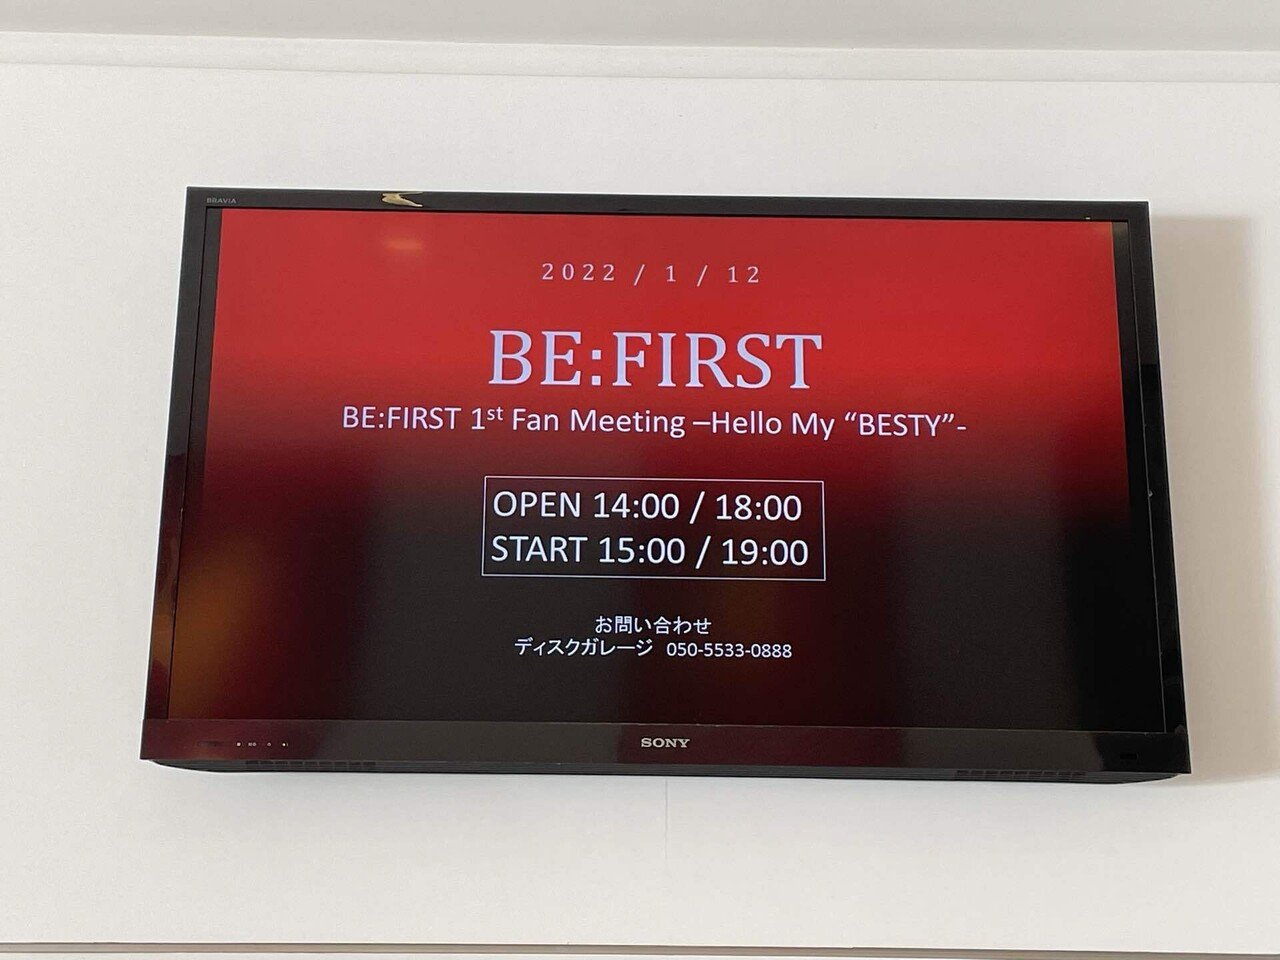 BRAVIA
2022 / 1 / 12
BE:FIRST
BE:FIRST 1st Fan Meeting –Hello My “BESTY”-
OPEN 14:00 / 18:00
START 15:00 / 19:00
お問い合わせ
ディスクガレージ 050-5533-0888
SONY